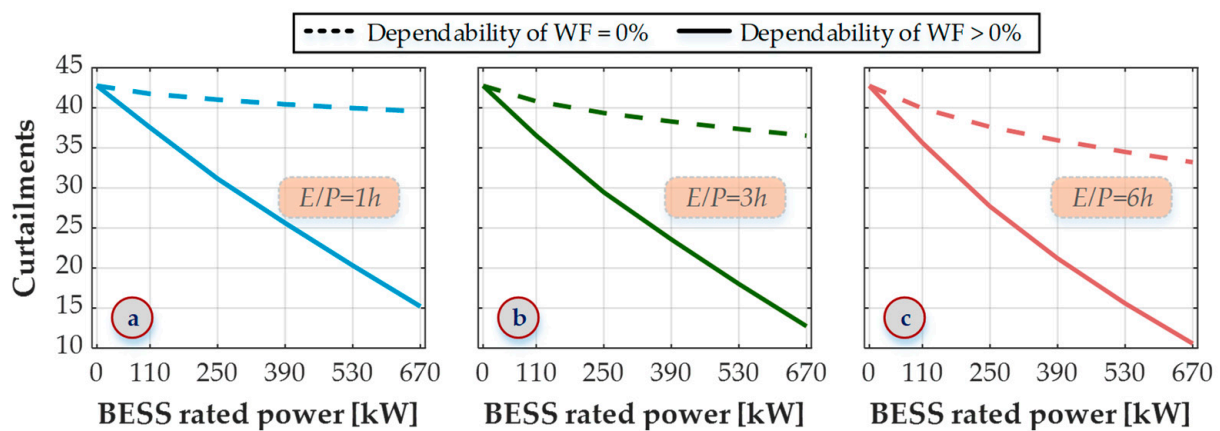 Dependability of WF = 0% Dependability of WF > 0%
Curtailments
45
40
35
30
25
20
15
10
E/P=1h
a
0 110 250 390 530 670
BESS rated power [kW]
E/P=3h
b
0 110 250 390 530 670
BESS rated power [kW]
E/P=6h
c
0 110 250 390 530 670
BESS rated power [kW]